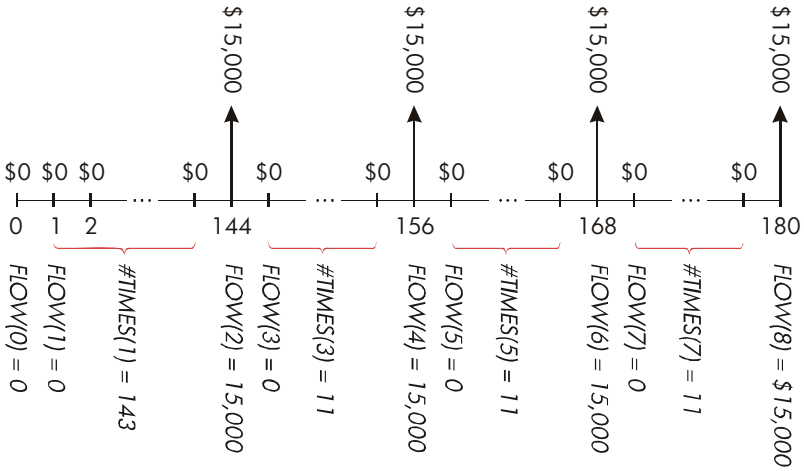 $15,000
$15,000
$15,000
$15,000
$0 $0 $0 ... $0 $0 ... $0 $0 ... $0 $0 ... $0
0 1 2 144 156 168 180
FLOW(0) = 0
FLOW(1) = 0
#TIMES(1) = 143
FLOW(2) = 15,000
FLOW(3) = 0
#TIMES(3) = 11
FLOW(4) = 15,000
FLOW(5) = 0
#TIMES(5) = 11
FLOW(6) = 15,000
FLOW(7) = 0
#TIMES(7) = 11
FLOW(8) = $15,000